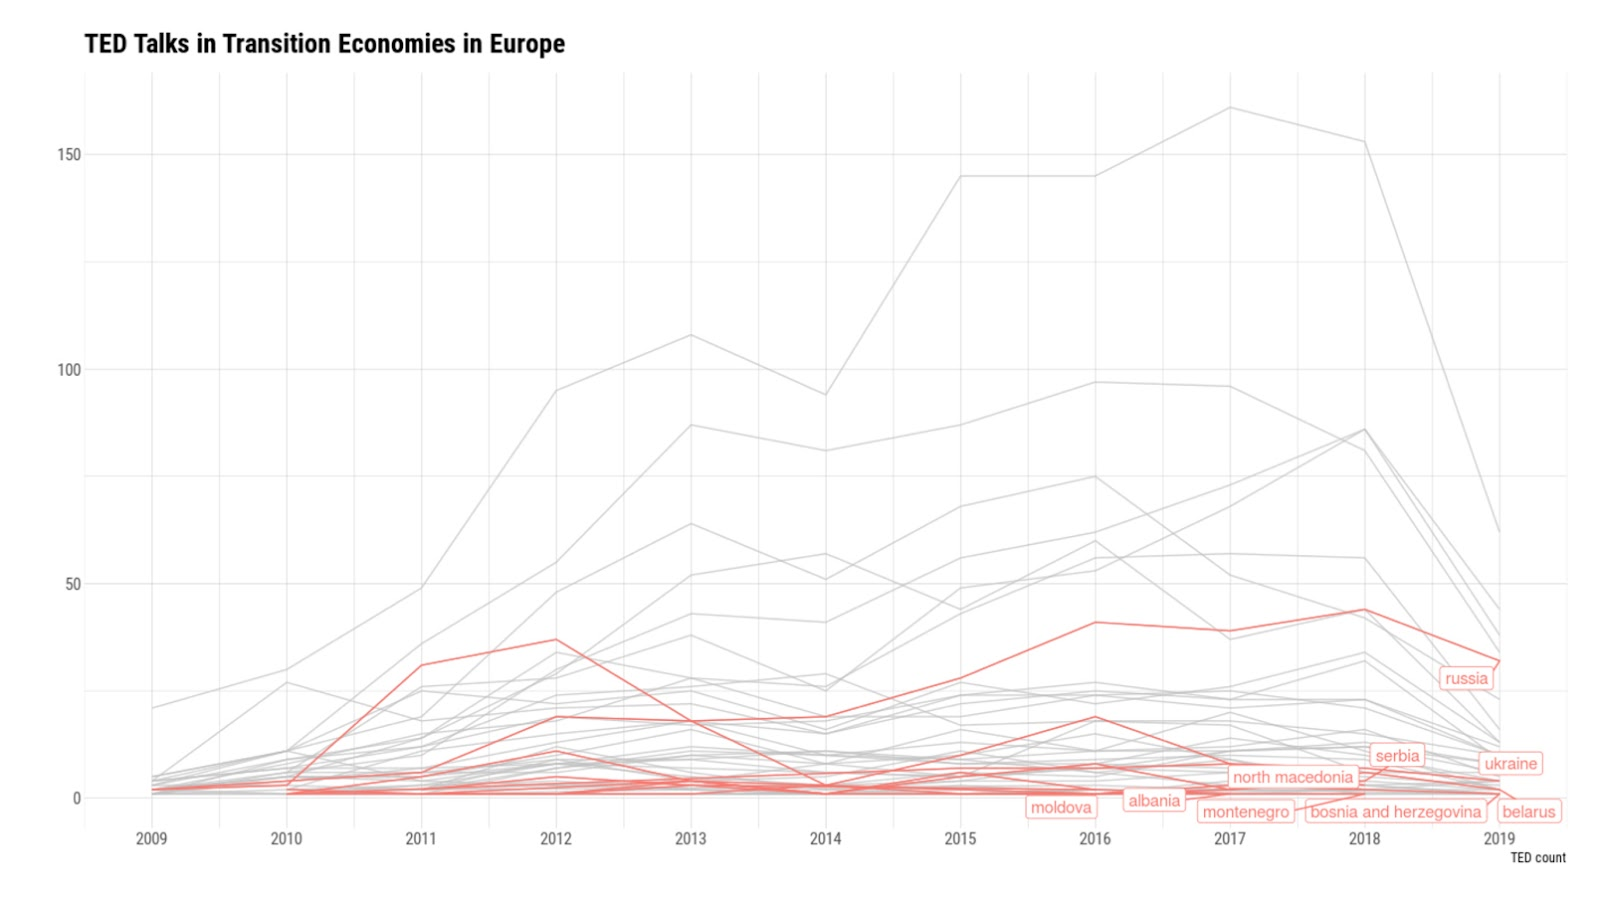 TED Talks in Transition Economies in Europe
150
100
50
0
russia
serbia
ukraine
north macedonia
albania
moldova
montenegro
bosnia and herzegovina
belarus
2009 2010 2011 2012 2013 2014 2015 2016 2017 2018 2019
TED count